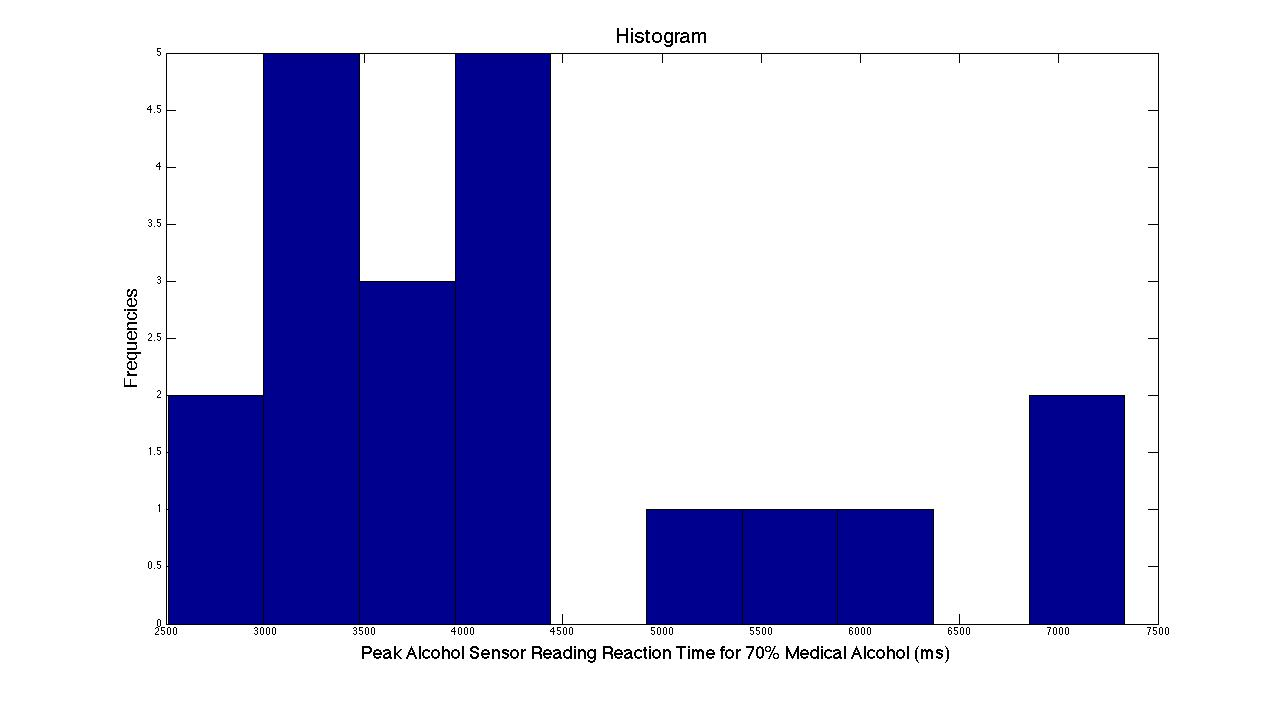 Histogram
5
4.5
4
3.5
3
2.5
2
1.5
1
0.5
0
Frequencies
2500 3000 3500 4000 4500 5000 5500 6000 6500 7000 7500
Peak Alcohol Sensor Reading Reaction Time for 70% Medical Alcohol (ms)